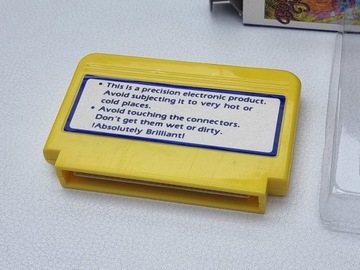 • This is a precision electronic product.
Avoid subjecting it to very hot or
cold places.
• Avoid touching the connectors.
Don't get them wet or dirty.
!Absolutely Brilliant!